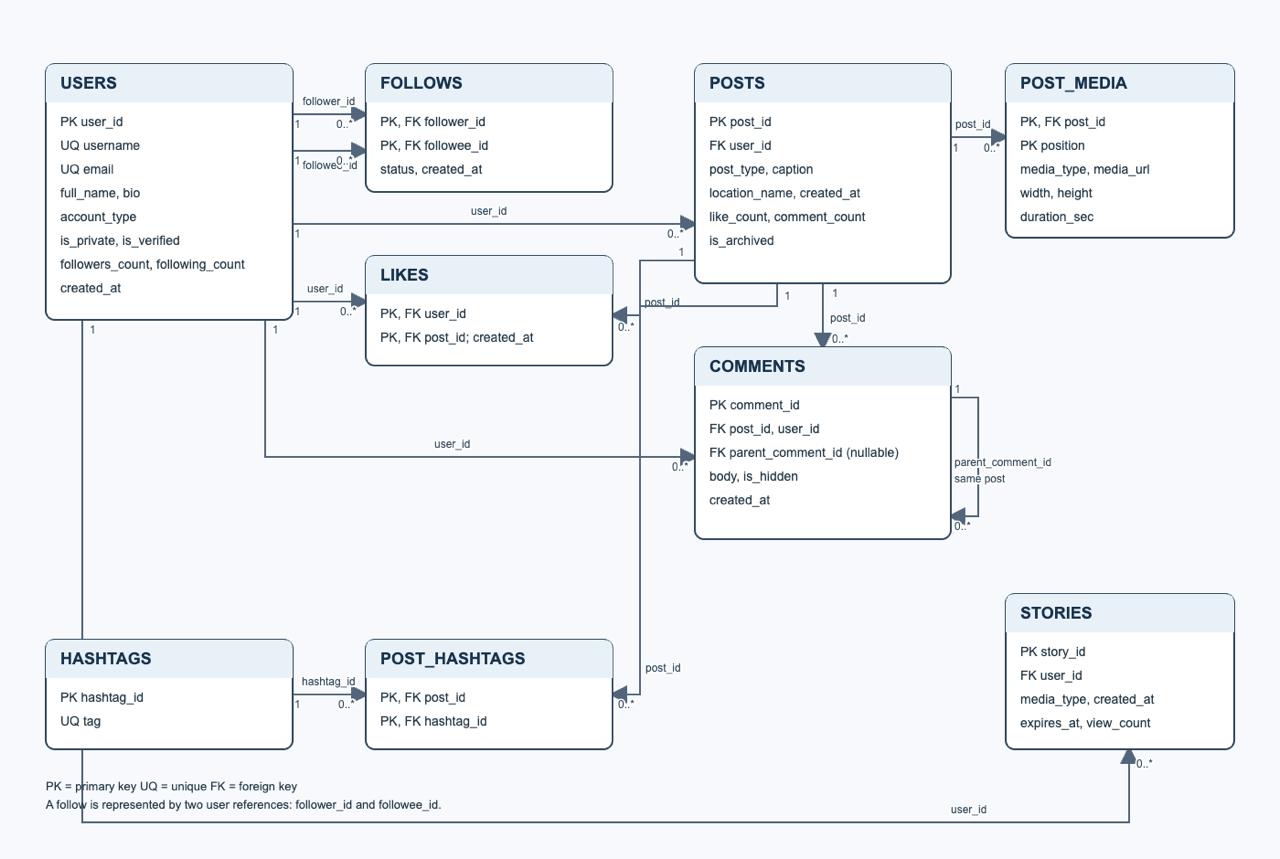 USERS
PK user_id
UQ username
UQ email
full_name, bio
account_type
is_private, is_verified
followers_count, following_count
created_at
1
1
follower_id
1
0..*
1
0..*
followee_id
FOLLOWS
PK, FK follower_id
PK, FK followee_id
status, created_at
user_id
1
0..*
user_id
1
0..*
LIKES
PK, FK user_id
PK, FK post_id; created_at
post_id
0..*
POSTS
PK post_id
FK user_id
post_type, caption
location_name, created_at
like_count, comment_count
is_archived
1
1
1
post_id
0..*
post_id
1
0..*
POST_MEDIA
PK, FK post_id
PK position
media_type, media_url
width, height
duration_sec
user_id
0..*
COMMENTS
PK comment_id
FK post_id, user_id
FK parent_comment_id (nullable)
body, is_hidden
created_at
1
parent_comment_id
same post
0..*
HASHTAGS
PK hashtag_id
UQ tag
hashtag_id
1
0..*
POST_HASHTAGS
PK, FK post_id
PK, FK hashtag_id
post_id
0..*
STORIES
PK story_id
FK user_id
media_type, created_at
expires_at, view_count
0..*
user_id
PK = primary key UQ = unique FK = foreign key
A follow is represented by two user references: follower_id and followee_id.